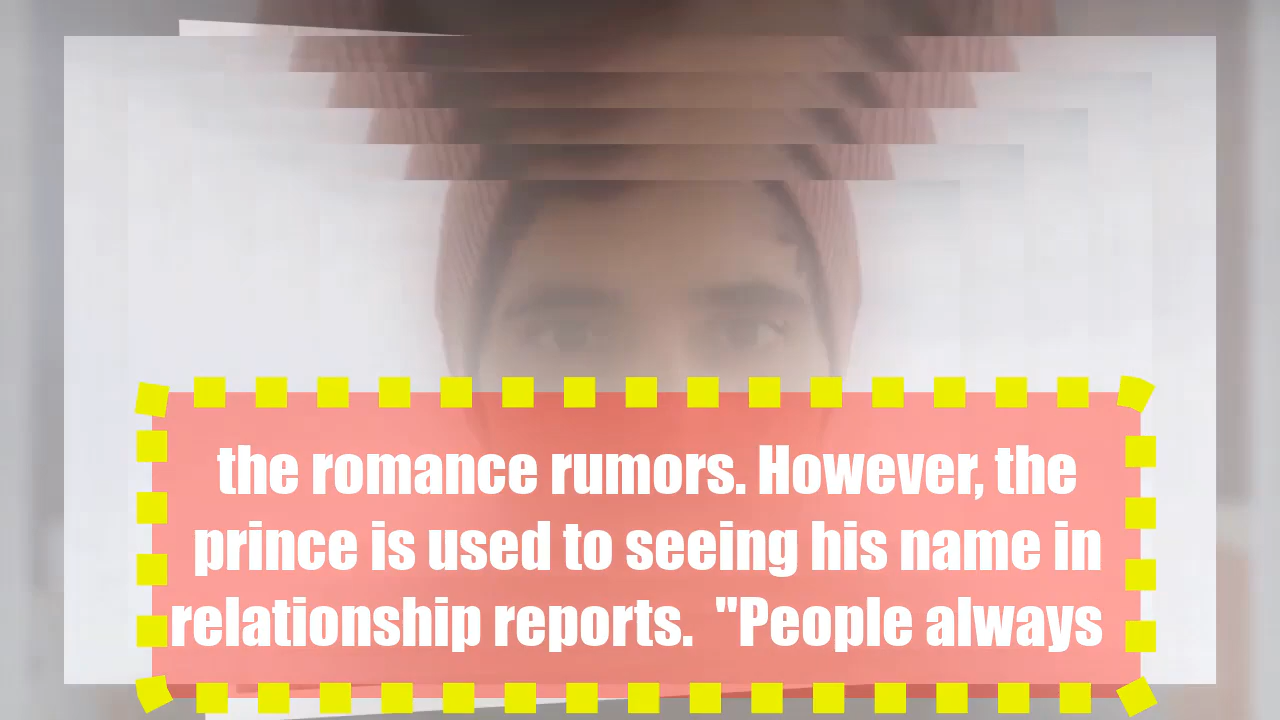 the romance rumors. However, the
prince is used to seeing his name in
relationship reports.  "People always